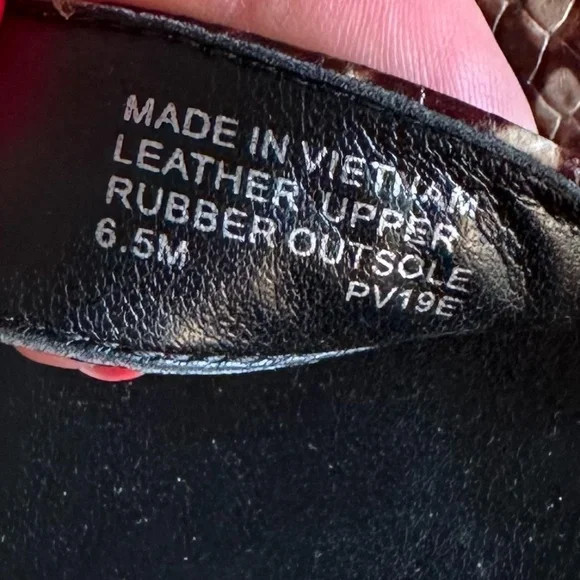 MADE IN VIETNAM
LEATHER UPPER
RUBBER OUTSOLE
6.5M
PV19E